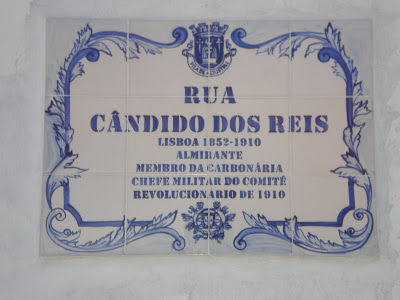 RUA
CÂNDIDO DOS REIS
LISBOA 1852-1910
ALMIRANTE
MEMBRO DA CARBONÁRIA
CHEFE MILITAR DO COMITÉ
REVOLUCIONÁRIO DE 1910